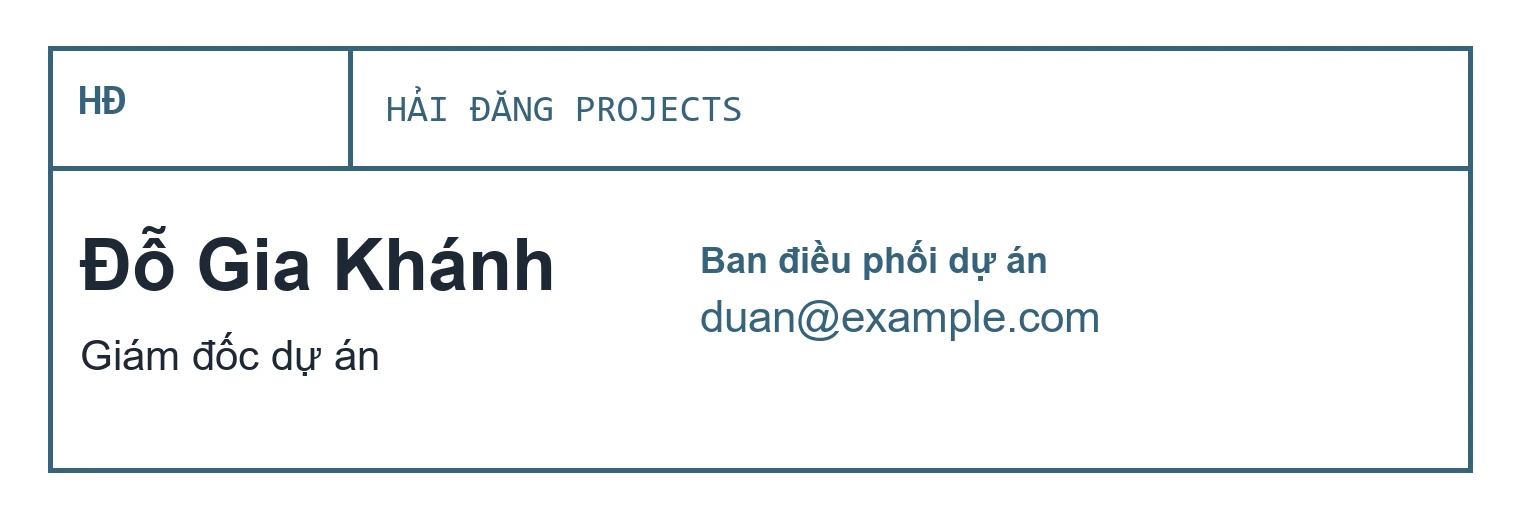 HĐ
HẢI ĐĂNG PROJECTS
Đỗ Gia Khánh
Giám đốc dự án
Ban điều phối dự án
duan@example.com